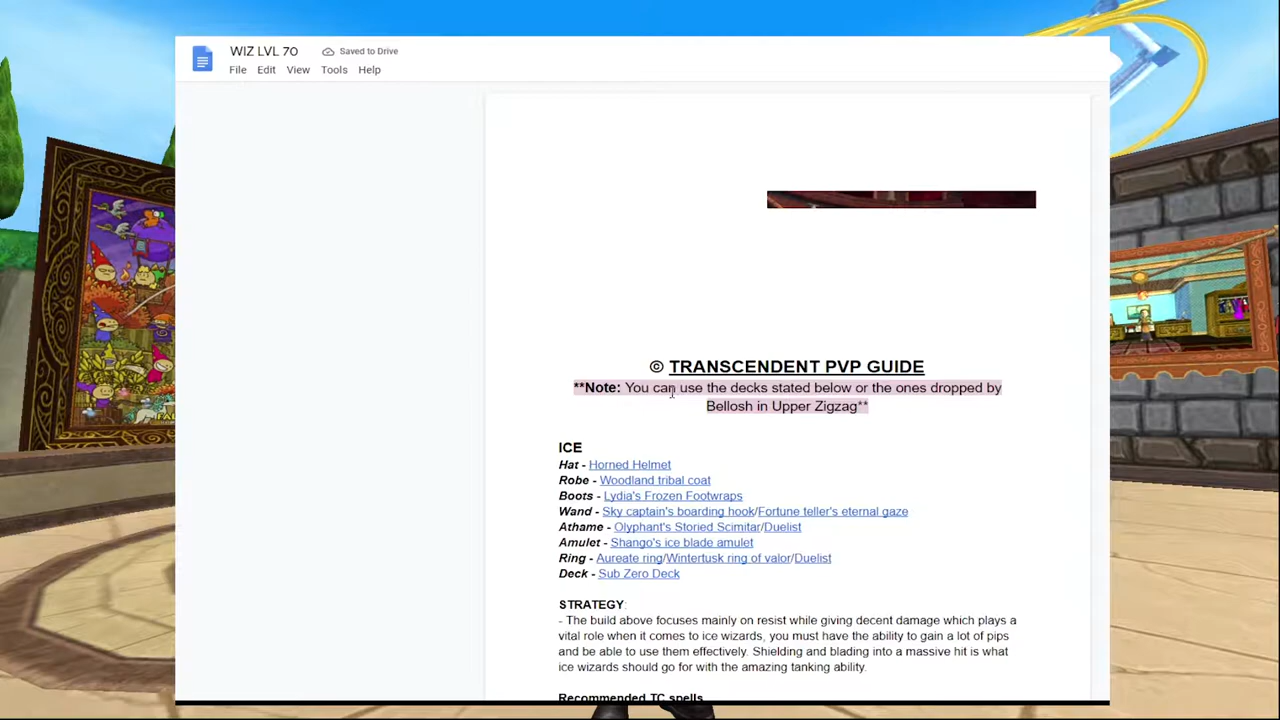 WIZ LVL 70 Saved to Drive
File Edit View Tools Help
© TRANSCENDENT PVP GUIDE
**Note: You can use the decks stated below or the ones dropped by
Bellosh in Upper Zigzag**
ICE
Hat - Horned Helmet
Robe - Woodland tribal coat
Boots - Lydia's Frozen Footwraps
Wand - Sky captain's boarding hook/Fortune teller's eternal gaze
Athame - Olyphant's Storied Scimitar/Duelist
Amulet - Shango's ice blade amulet
Ring - Aureate ring/Wintertusk ring of valor/Duelist
Deck - Sub Zero Deck
STRATEGY:
- The build above focuses mainly on resist while giving decent damage which plays a
vital role when it comes to ice wizards, you must have the ability to gain a lot of pips
and be able to use them effectively. Shielding and blading into a massive hit is what
ice wizards should go for with the amazing tanking ability.
Recommended TC spells